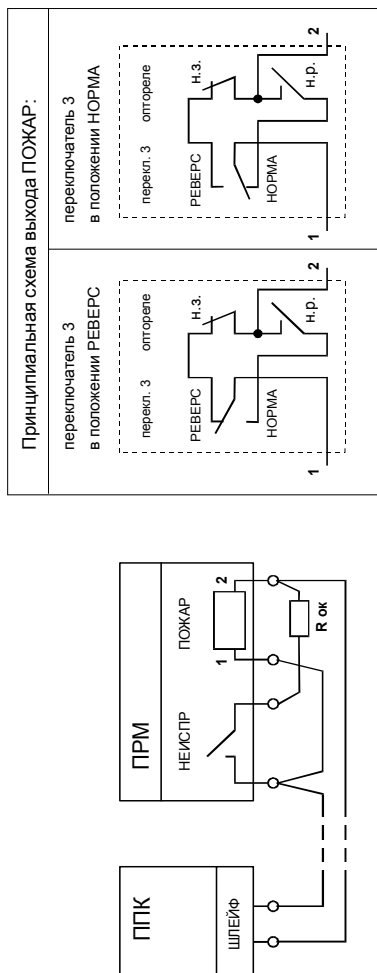 Принципиальная схема выхода ПОЖАР:
переключатель 3
в положении РЕВЕРС
перекл. 3 оптореле
РЕВЕРС
н.з.
НОРМА
н.р.
1
2
переключатель 3
в положении НОРМА
перекл. 3 оптореле
РЕВЕРС
н.з.
НОРМА
н.р.
1
2
ППК
ШЛЕЙФ
ПРМ
НЕИСПР
ПОЖАР
1
2
R ок